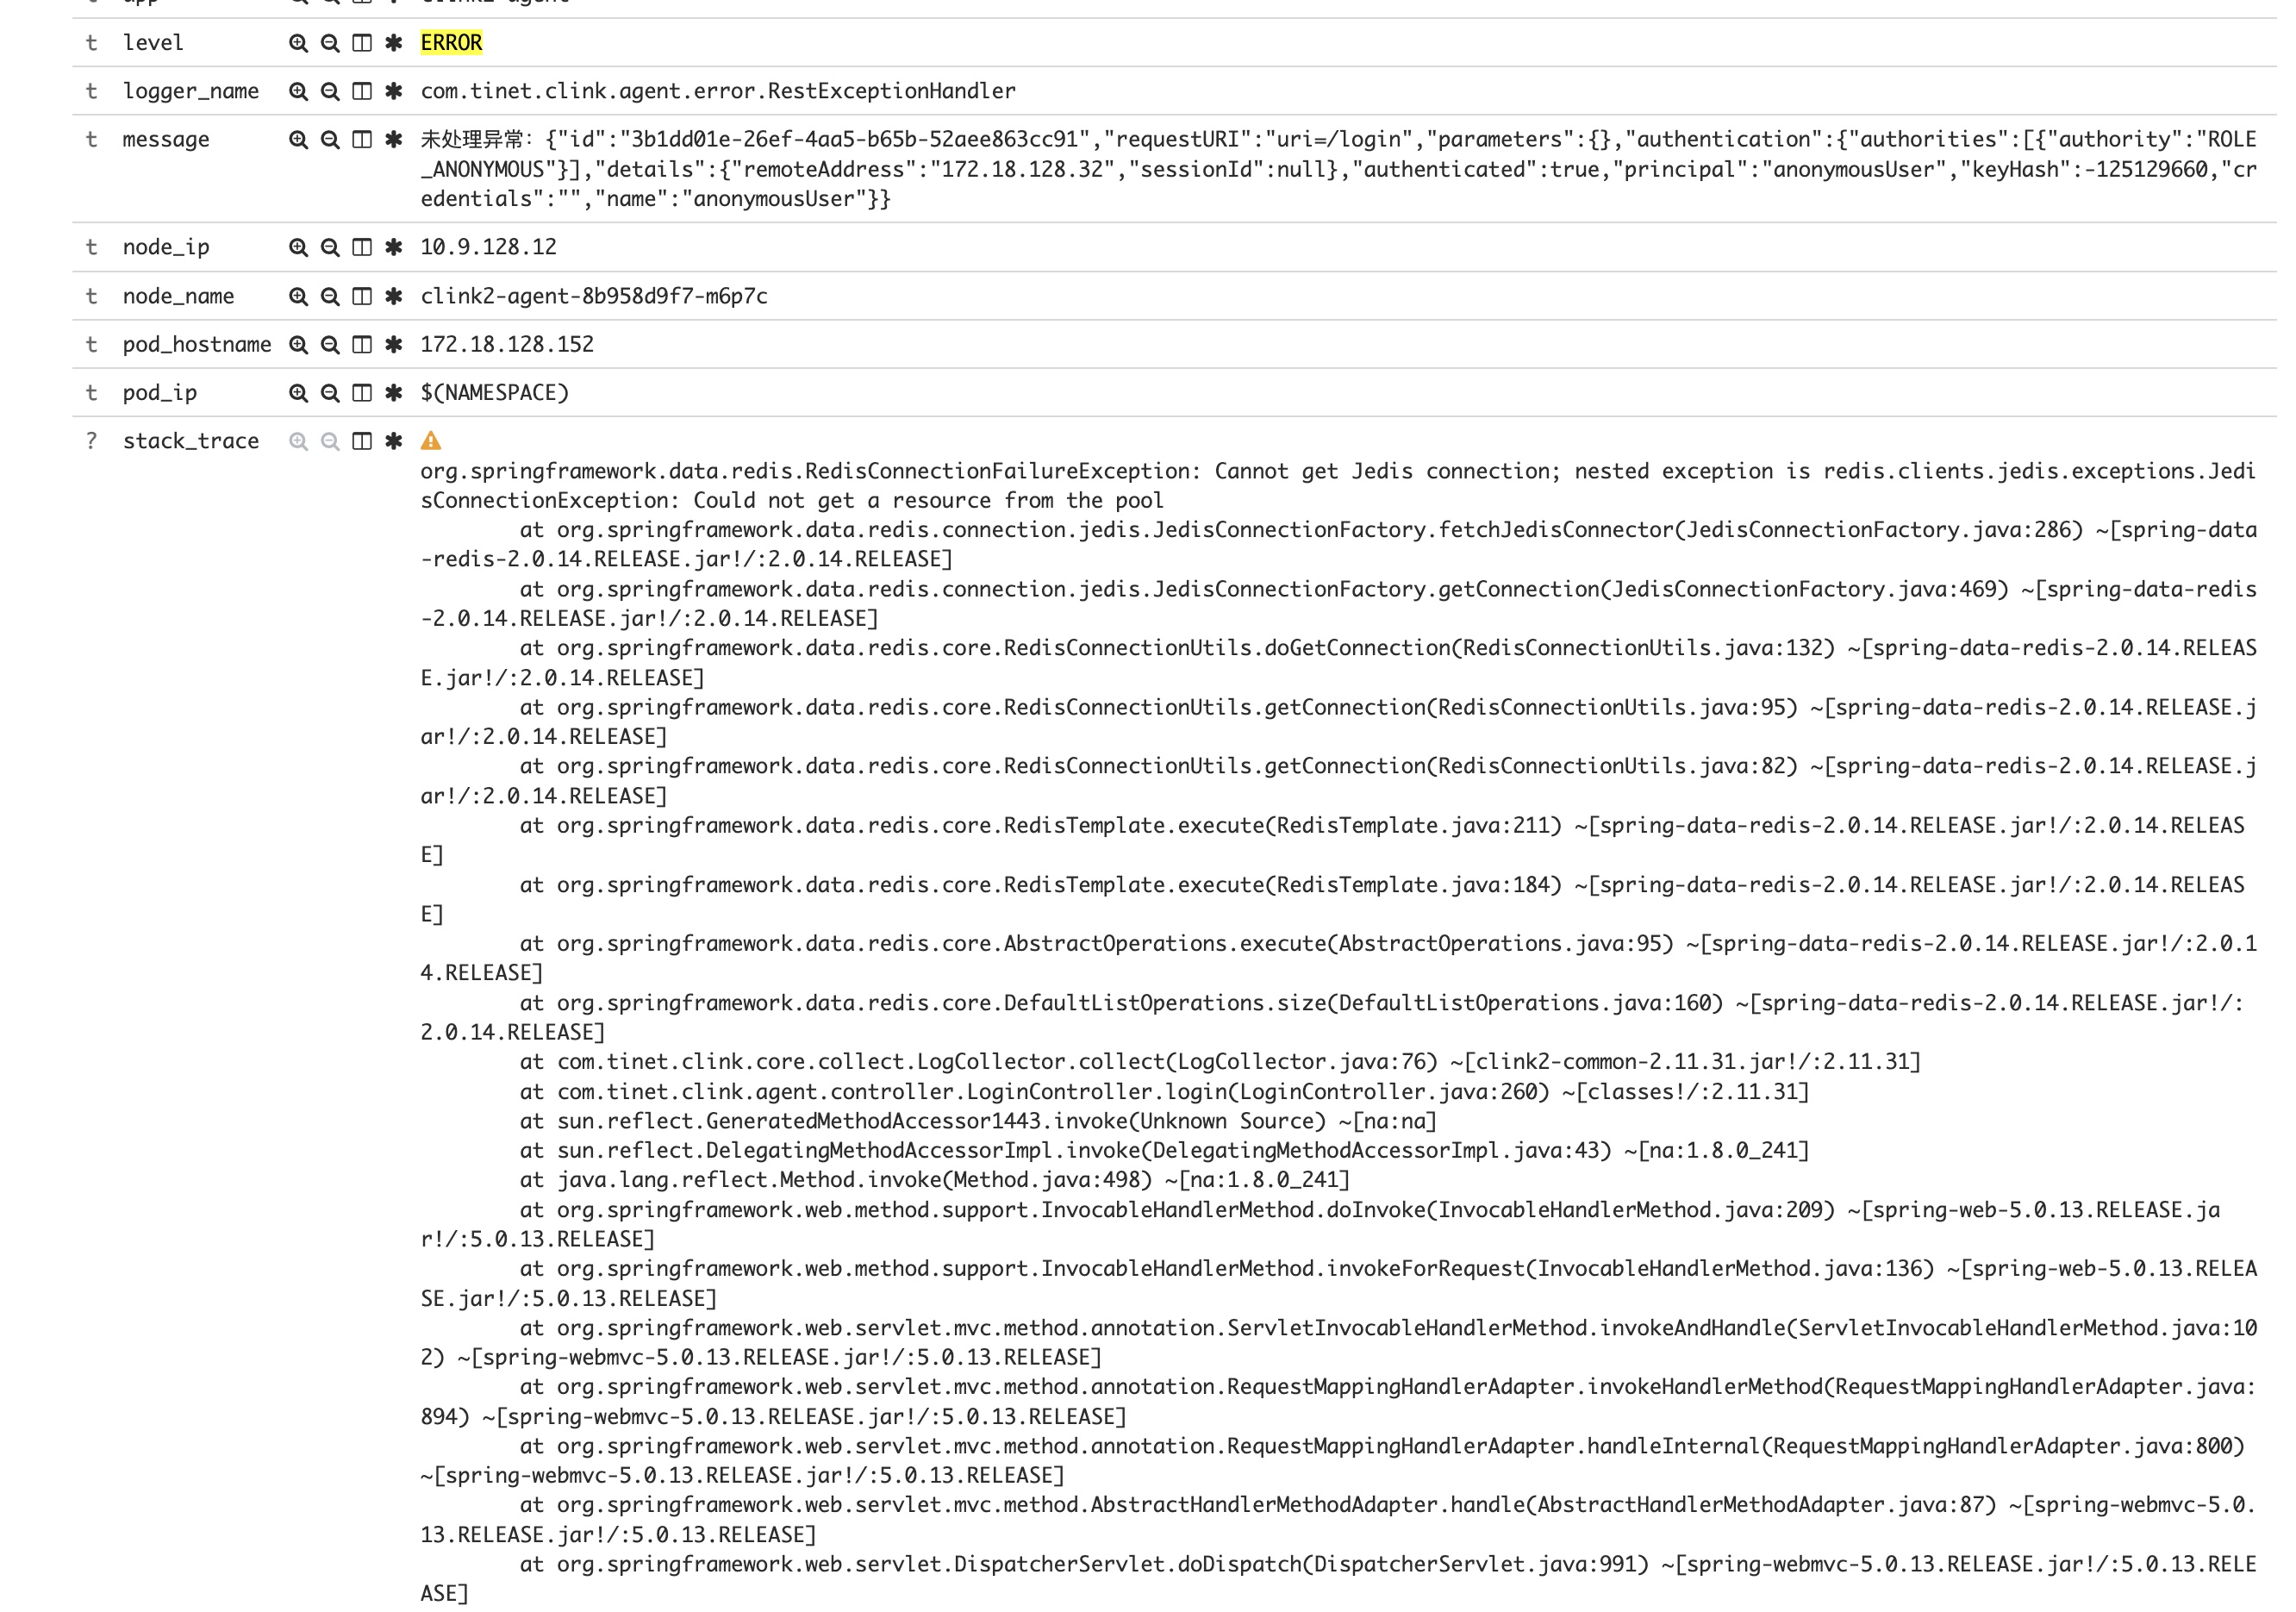 t level ERROR
t logger_name com.tinet.clink.agent.error.RestExceptionHandler
t message 未处理异常: {"id":"3b1dd01e-26ef-4aa5-b65b-52aee863cc91","requestURI":"uri=/login","parameters":{},"authentication":{"authorities":[{"authority":"ROLE
_ANONYMOUS"}],"details":{"remoteAddress":"172.18.128.32","sessionId":null},"authenticated":true,"principal":"anonymousUser","keyHash":-125129660,"cr
edentials":"","name":"anonymousUser"}}
t node_ip 10.9.128.12
t node_name clink2-agent-8b958d9f7-m6p7c
t pod_hostname 172.18.128.152
t pod_ip $(NAMESPACE)
? stack_trace
org.springframework.data.redis.RedisConnectionFailureException: Cannot get Jedis connection; nested exception is redis.clients.jedis.exceptions.Jedi
sConnectionException: Could not get a resource from the pool
at org.springframework.data.redis.connection.jedis.JedisConnectionFactory.fetchJedisConnector(JedisConnectionFactory.java:286) ~[spring-data
-redis-2.0.14.RELEASE.jar!/:2.0.14.RELEASE]
at org.springframework.data.redis.connection.jedis.JedisConnectionFactory.getConnection(JedisConnectionFactory.java:469) ~[spring-data-redis
-2.0.14.RELEASE.jar!/:2.0.14.RELEASE]
at org.springframework.data.redis.core.RedisConnectionUtils.doGetConnection(RedisConnectionUtils.java:132) ~[spring-data-redis-2.0.14.RELEAS
E.jar!/:2.0.14.RELEASE]
at org.springframework.data.redis.core.RedisConnectionUtils.getConnection(RedisConnectionUtils.java:95) ~[spring-data-redis-2.0.14.RELEASE.j
ar!/:2.0.14.RELEASE]
at org.springframework.data.redis.core.RedisConnectionUtils.getConnection(RedisConnectionUtils.java:82) ~[spring-data-redis-2.0.14.RELEASE.j
ar!/:2.0.14.RELEASE]
at org.springframework.data.redis.core.RedisTemplate.execute(RedisTemplate.java:211) ~[spring-data-redis-2.0.14.RELEASE.jar!/:2.0.14.RELEAS
E]
at org.springframework.data.redis.core.RedisTemplate.execute(RedisTemplate.java:184) ~[spring-data-redis-2.0.14.RELEASE.jar!/:2.0.14.RELEAS
E]
at org.springframework.data.redis.core.AbstractOperations.execute(AbstractOperations.java:95) ~[spring-data-redis-2.0.14.RELEASE.jar!/:2.0.1
4.RELEASE]
at org.springframework.data.redis.core.DefaultListOperations.size(DefaultListOperations.java:160) ~[spring-data-redis-2.0.14.RELEASE.jar!/:
2.0.14.RELEASE]
at com.tinet.clink.core.collect.LogCollector.collect(LogCollector.java:76) ~[clink2-common-2.11.31.jar!/:2.11.31]
at com.tinet.clink.agent.controller.LoginController.login(LoginController.java:260) ~[classes!/:2.11.31]
at sun.reflect.GeneratedMethodAccessor1443.invoke(Unknown Source) ~[na:na]
at sun.reflect.DelegatingMethodAccessorImpl.invoke(DelegatingMethodAccessorImpl.java:43) ~[na:1.8.0_241]
at java.lang.reflect.Method.invoke(Method.java:498) ~[na:1.8.0_241]
at org.springframework.web.method.support.InvocableHandlerMethod.doInvoke(InvocableHandlerMethod.java:209) ~[spring-web-5.0.13.RELEASE.ja
r!/:5.0.13.RELEASE]
at org.springframework.web.method.support.InvocableHandlerMethod.invokeForRequest(InvocableHandlerMethod.java:136) ~[spring-web-5.0.13.RELEA
SE.jar!/:5.0.13.RELEASE]
at org.springframework.web.servlet.mvc.method.annotation.ServletInvocableHandlerMethod.invokeAndHandle(ServletInvocableHandlerMethod.java:10
2) ~[spring-webmvc-5.0.13.RELEASE.jar!/:5.0.13.RELEASE]
at org.springframework.web.servlet.mvc.method.annotation.RequestMappingHandlerAdapter.invokeHandlerMethod(RequestMappingHandlerAdapter.java:
894) ~[spring-webmvc-5.0.13.RELEASE.jar!/:5.0.13.RELEASE]
at org.springframework.web.servlet.mvc.method.annotation.RequestMappingHandlerAdapter.handleInternal(RequestMappingHandlerAdapter.java:800)
~[spring-webmvc-5.0.13.RELEASE.jar!/:5.0.13.RELEASE]
at org.springframework.web.servlet.mvc.method.AbstractHandlerMethodAdapter.handle(AbstractHandlerMethodAdapter.java:87) ~[spring-webmvc-5.0.
13.RELEASE.jar!/:5.0.13.RELEASE]
at org.springframework.web.servlet.DispatcherServlet.doDispatch(DispatcherServlet.java:991) ~[spring-webmvc-5.0.13.RELEASE.jar!/:5.0.13.RELE
ASE]